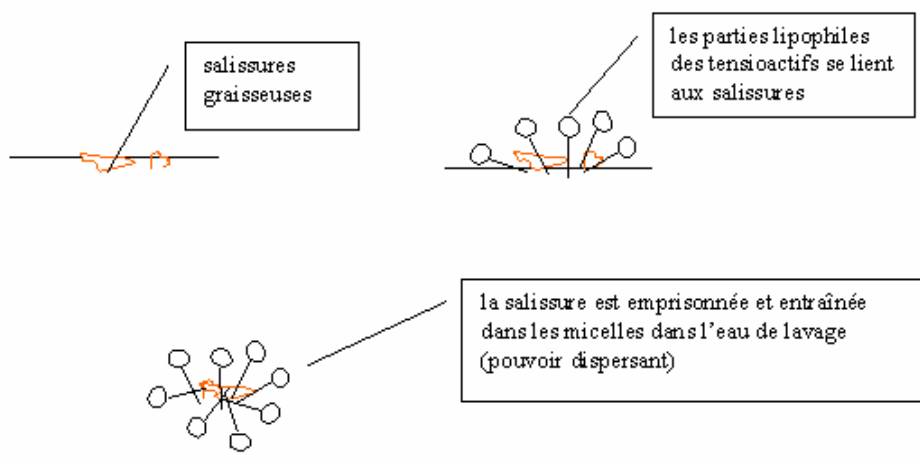 salissures
graisseuses
les parties lipophiles
des tensioactifs se lient
aux salissures
la salissure est emprisonnée et entraînée
dans les micelles dans l'eau de lavage
(pouvoir dispersant)